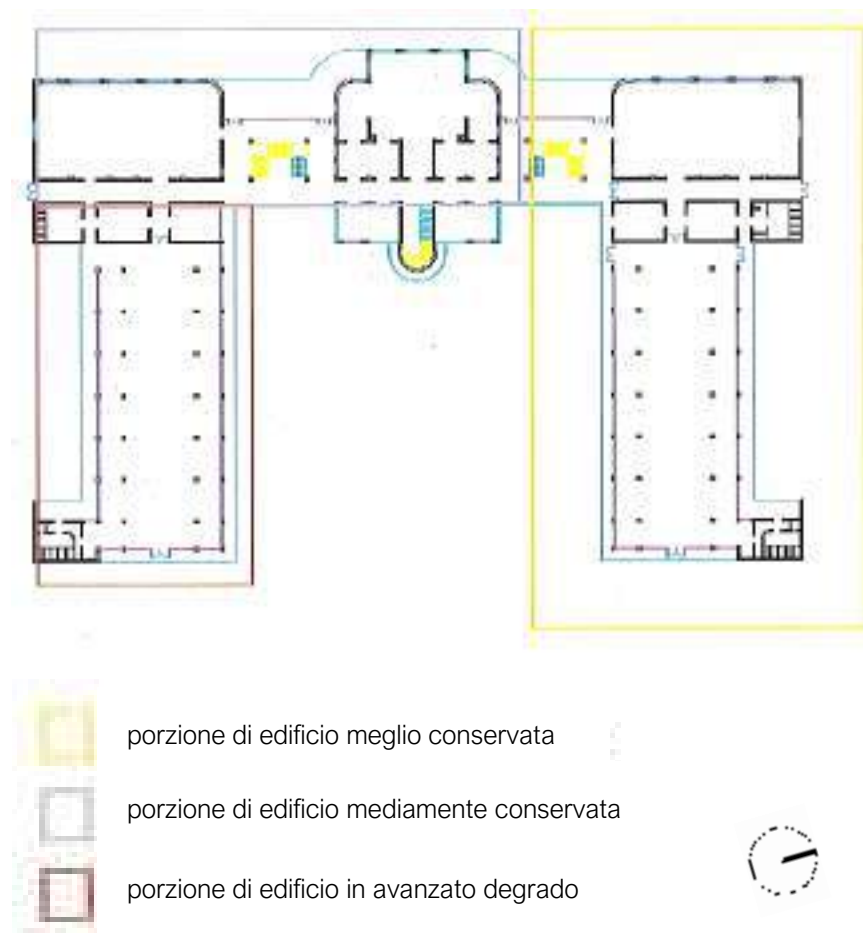 porzione di edificio meglio conservata
porzione di edificio mediamente conservata
porzione di edificio in avanzato degrado